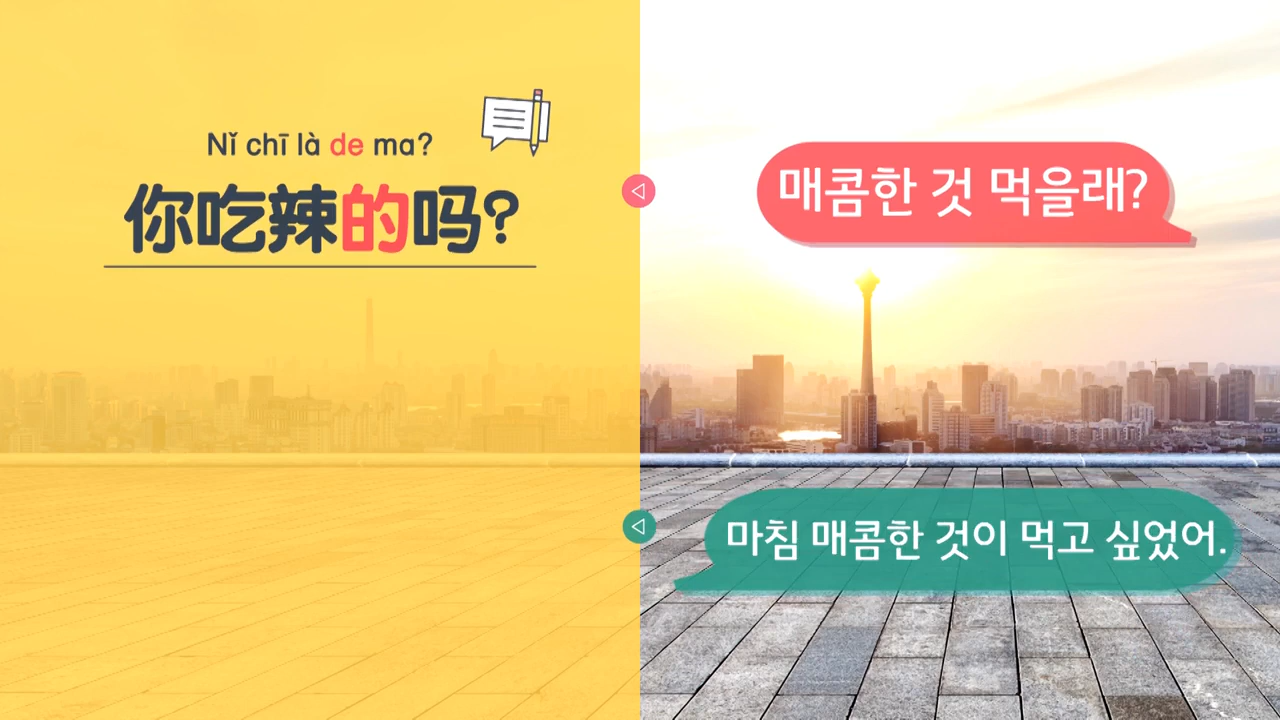 Nǐ chī là de ma?
你吃辣的吗?
매콤한 것 먹을래?
마침 매콤한 것이 먹고 싶었어.